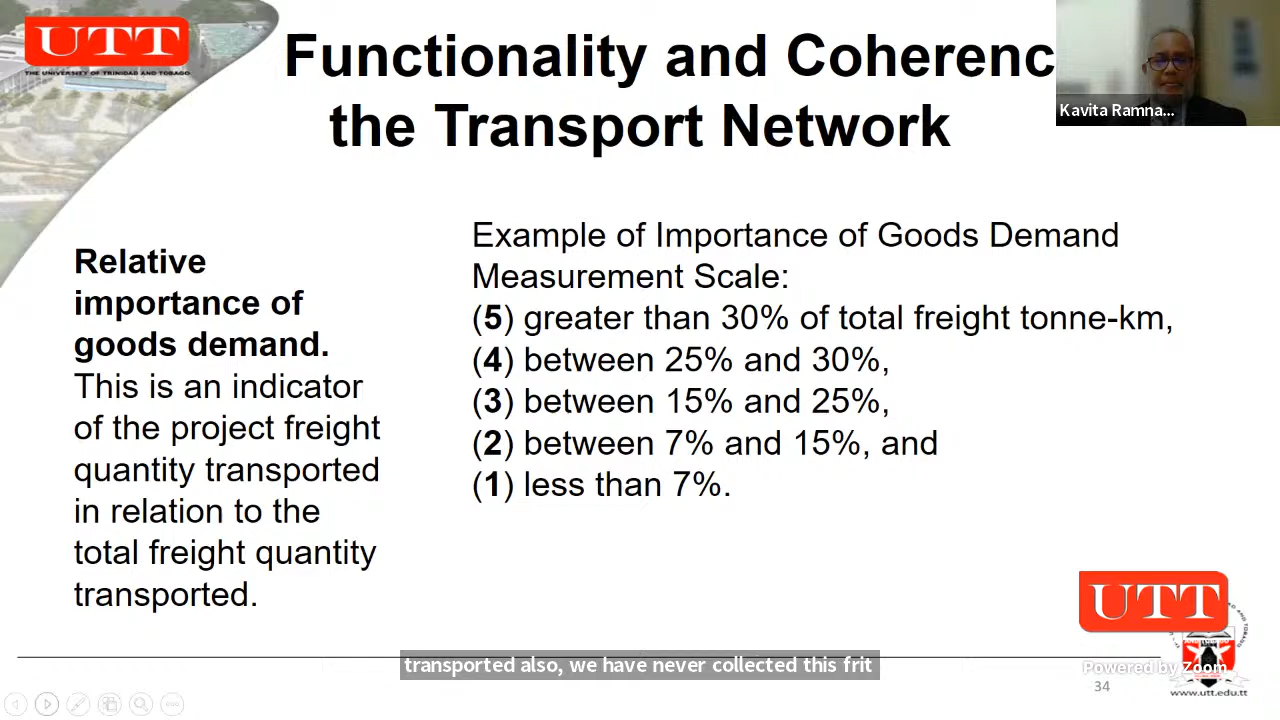 UTT
THE UNIVERSITY OF TRINIDAD AND TOBAGO
Functionality and Coherenc
the Transport Network
Kavita Ramna...
Relative
importance of
goods demand.
This is an indicator
of the project freight
quantity transported
in relation to the
total freight quantity
transported.
Example of Importance of Goods Demand
Measurement Scale:
(5) greater than 30% of total freight tonne-km,
(4) between 25% and 30%,
(3) between 15% and 25%,
(2) between 7% and 15%, and
(1) less than 7%.
UTT
transported also, we have never collected this frit
Powered by Zoom
34
www.utt.edu.tt